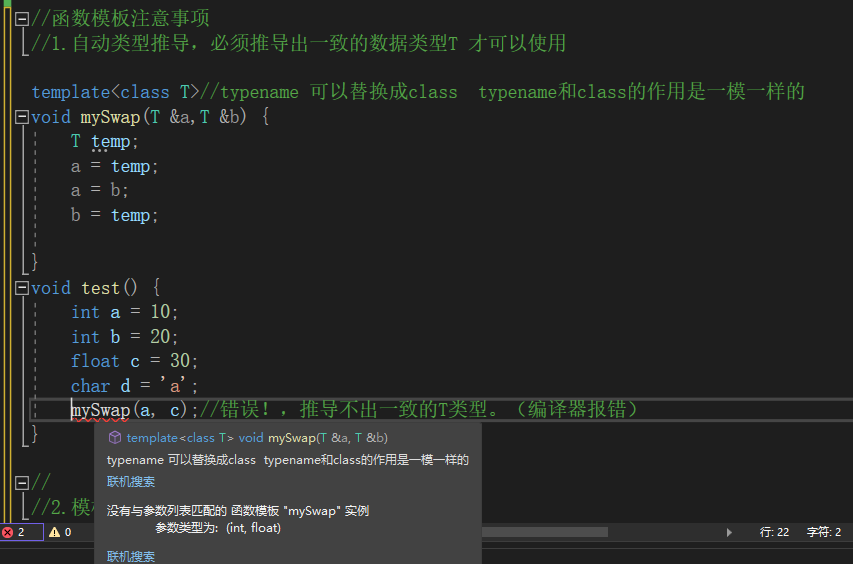 //函数模板注意事项
//1.自动类型推导，必须推导出一致的数据类型T 才可以使用
template<class T>//typename 可以替换成class  typename和class的作用是一模一样的
void mySwap(T &a,T &b) {
T temp;
a = temp;
a = b;
b = temp;
}
void test() {
int a = 10;
int b = 20;
float c = 30;
char d = 'a';
mySwap(a, c);//错误！，推导不出一致的T类型。（编译器报错）
}
template<class T> void mySwap(T &a, T &b)
typename 可以替换成class  typename和class的作用是一模一样的
联机搜索
//
没有与参数列表匹配的 函数模板 "mySwap" 实例
//2.模
参数类型为:  (int, float)
2
0
行: 22
字符: 2
联机搜索